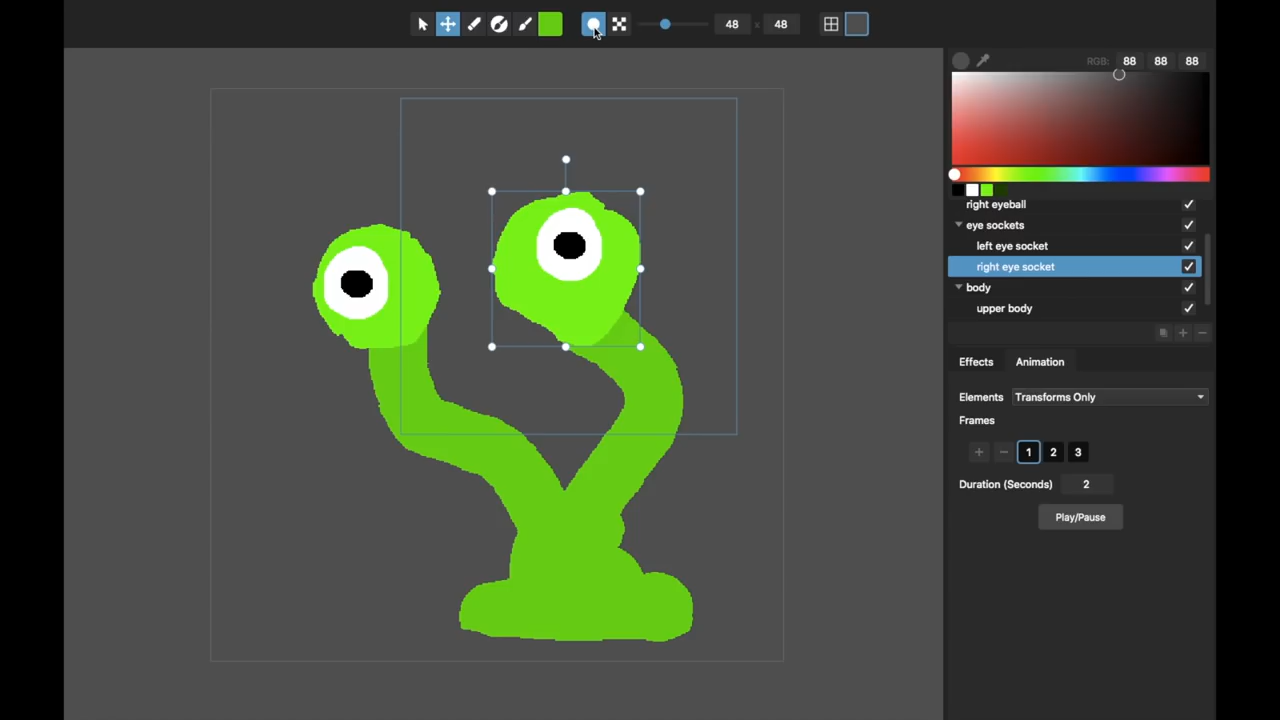 48 x 48
RGB: 88 88 88
right eyeball
eye sockets
left eye socket
right eye socket
body
upper body
Effects Animation
Elements Transforms Only
Frames
+ − 1 2 3
Duration (Seconds) 2
Play/Pause